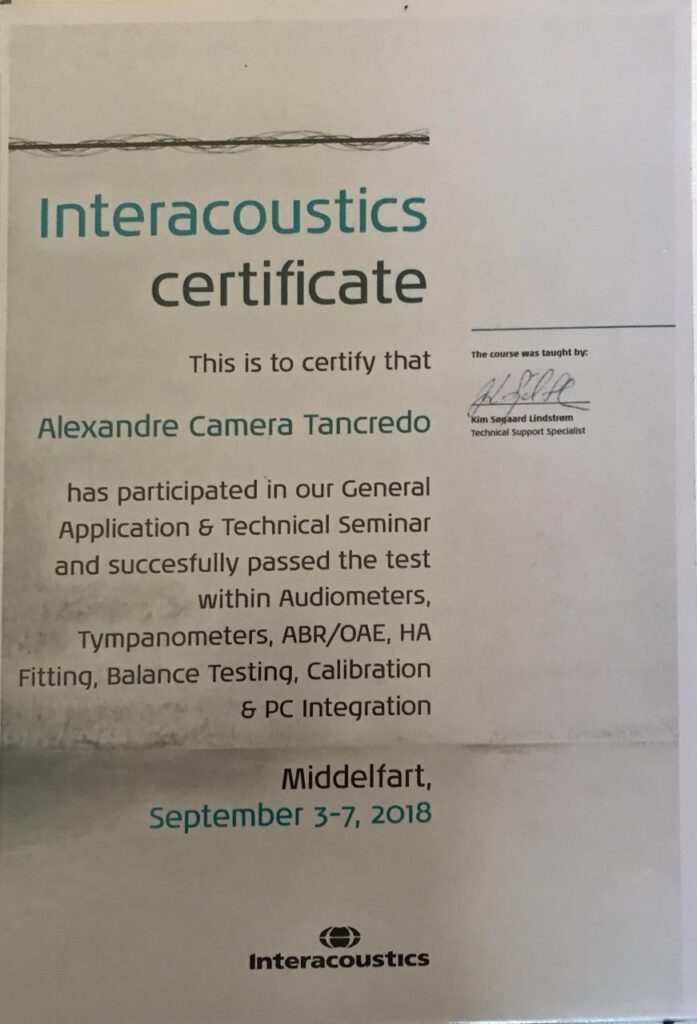 Interacoustics
certificate
This is to certify that
Alexandre Camera Tancredo
has participated in our General
Application & Technical Seminar
and succesfully passed the test
within Audiometers,
Tympanometers, ABR/OAE, HA
Fitting, Balance Testing, Calibration
& PC Integration
Middelfart,
September 3-7, 2018
The course was taught by:
Kim Søgaard Lindstrøm
Technical Support Specialist
Interacoustics